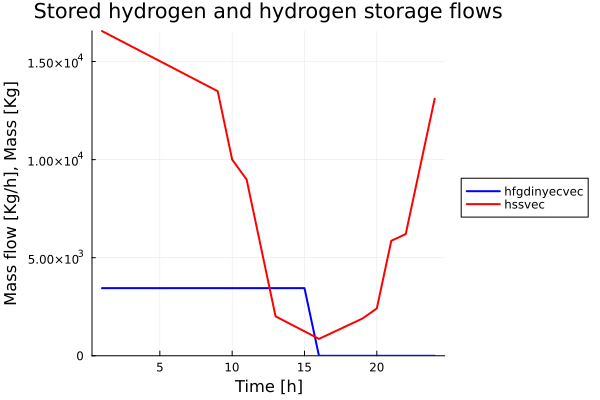 Stored hydrogen and hydrogen storage flows
Mass flow [Kg/h], Mass [Kg]
1.50×10⁴
1.00×10⁴
5.00×10³
0
5
10
15
20
Time [h]
hfgdinyecvec
hssvec